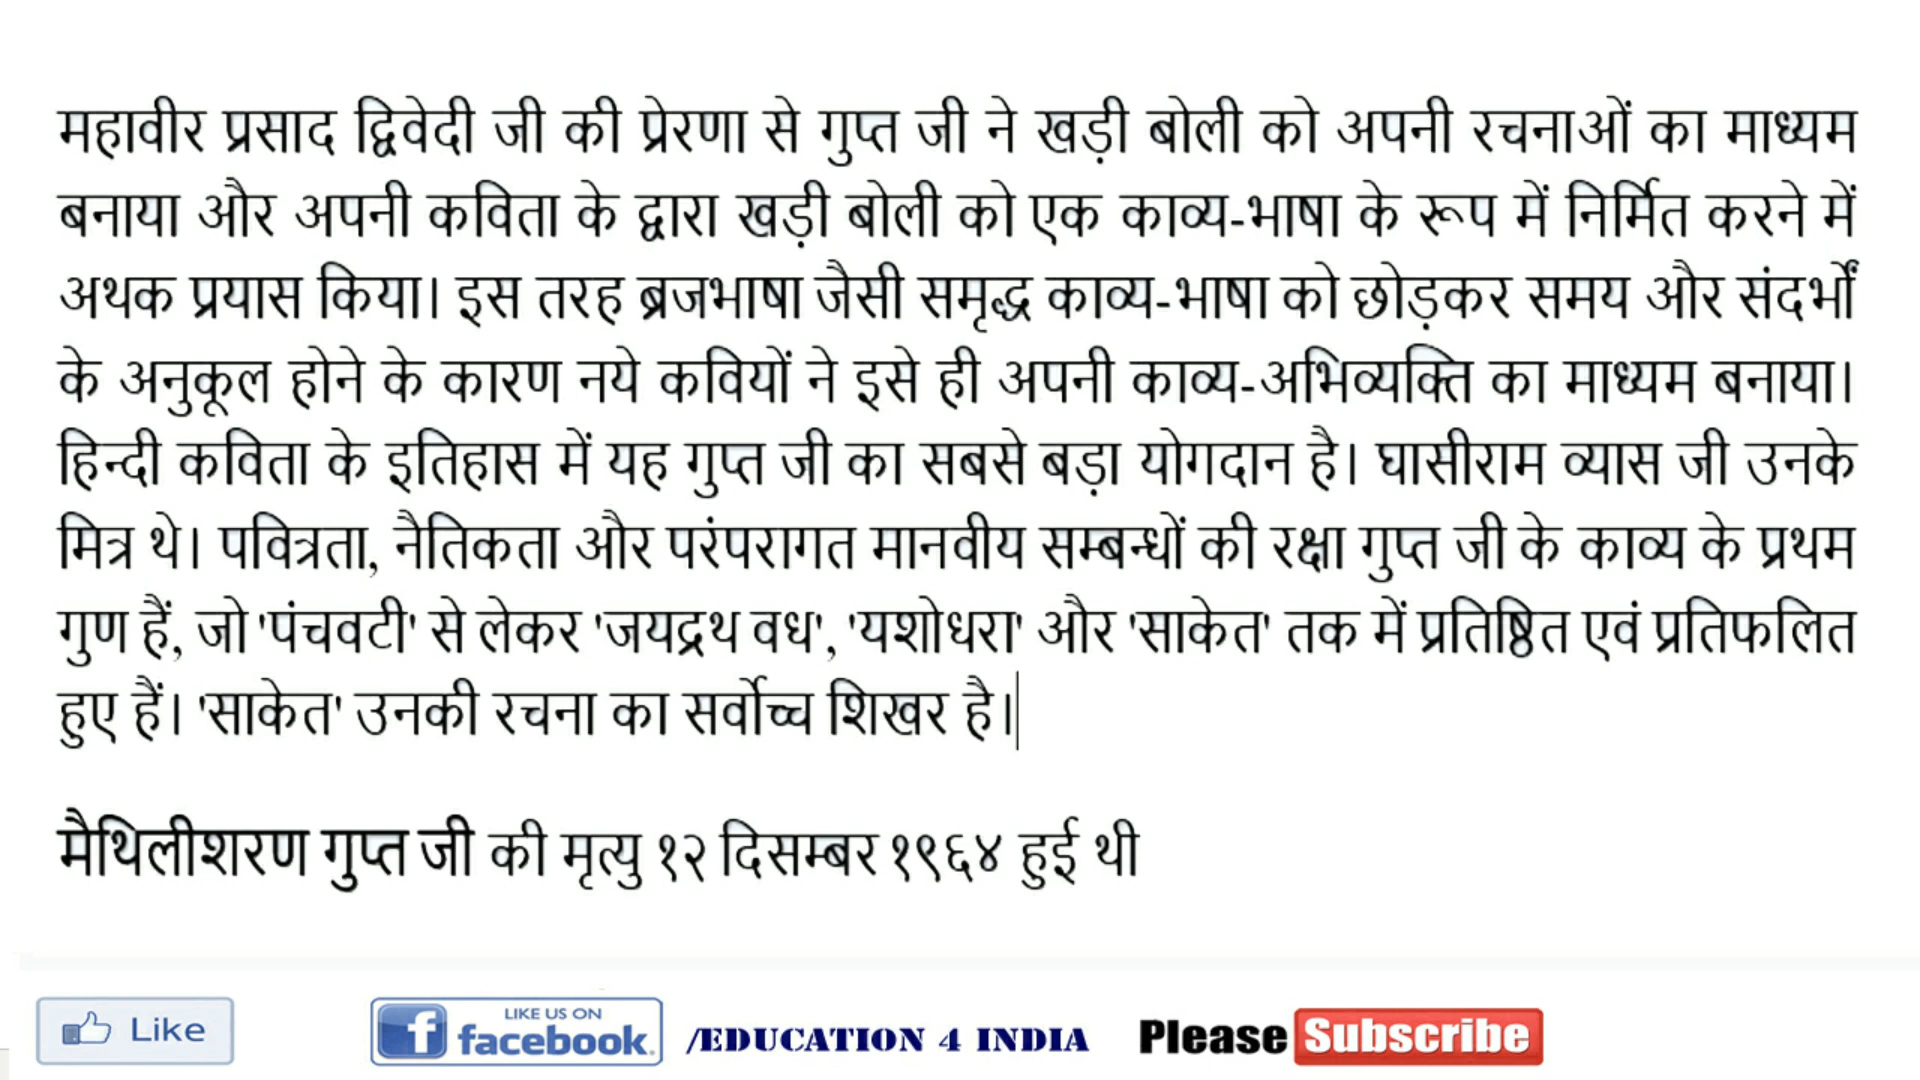 महावीर प्रसाद द्विवेदी जी की प्रेरणा से गुप्त जी ने खड़ी बोली को अपनी रचनाओं का माध्यम
बनाया और अपनी कविता के द्वारा खड़ी बोली को एक काव्य-भाषा के रूप में निर्मित करने में
अथक प्रयास किया। इस तरह ब्रजभाषा जैसी समृद्ध काव्य-भाषा को छोड़कर समय और संदर्भों
के अनुकूल होने के कारण नये कवियों ने इसे ही अपनी काव्य-अभिव्यक्ति का माध्यम बनाया।
हिन्दी कविता के इतिहास में यह गुप्त जी का सबसे बड़ा योगदान है। घासीराम व्यास जी उनके
मित्र थे। पवित्रता, नैतिकता और परंपरागत मानवीय सम्बन्धों की रक्षा गुप्त जी के काव्य के प्रथम
गुण हैं, जो 'पंचवटी' से लेकर 'जयद्रथ वध', 'यशोधरा' और 'साकेत' तक में प्रतिष्ठित एवं प्रतिफलित
हुए हैं। 'साकेत' उनकी रचना का सर्वोच्च शिखर है।
मैथिलीशरण गुप्त जी की मृत्यु १२ दिसम्बर १९६४ हुई थी
Like
LIKE US ON
facebook. /EDUCATION 4 INDIA Please Subscribe